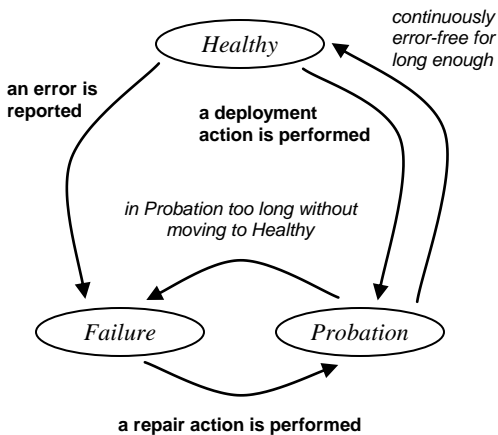 Healthy
continuously
error-free for
long enough
an error is
reported
a deployment
action is performed
in Probation too long without
moving to Healthy
Failure
Probation
a repair action is performed